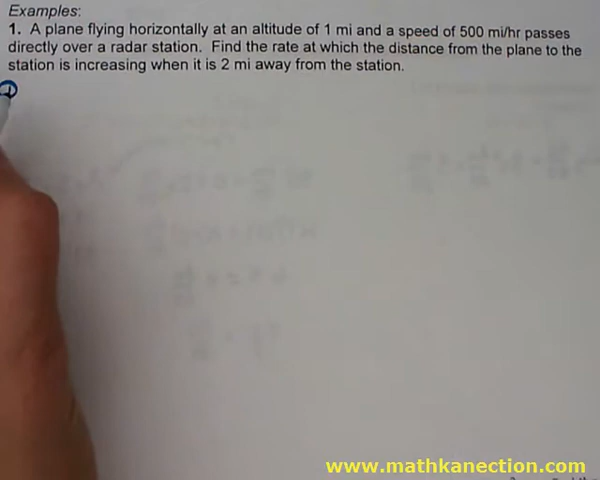 Examples:
1. A plane flying horizontally at an altitude of 1 mi and a speed of 500 mi/hr passes
directly over a radar station. Find the rate at which the distance from the plane to the
station is increasing when it is 2 mi away from the station.
www.mathkanection.com